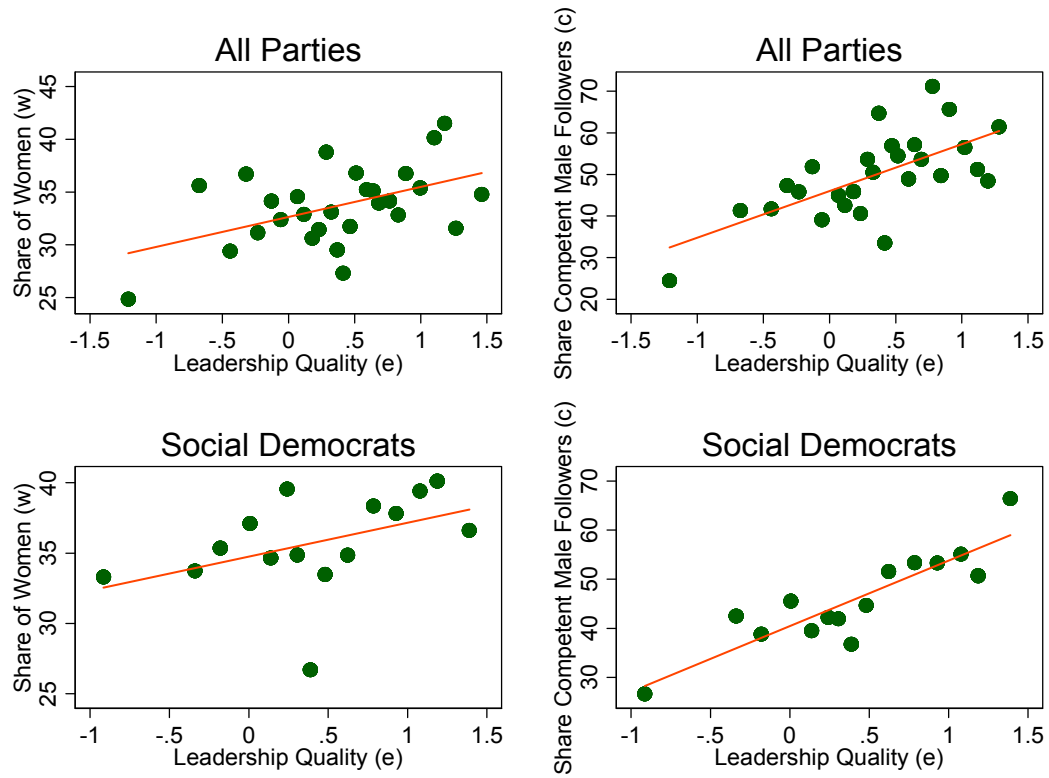 All Parties
Share of Women (w)
45
40
35
30
25
-1.5 -1 -.5 0 .5 1 1.5
Leadership Quality (e)
All Parties
Share Competent Male Followers (c)
70
60
50
40
30
20
-1.5 -1 -.5 0 .5 1 1.5
Leadership Quality (e)
Social Democrats
Share of Women (w)
40
35
30
25
-1 -.5 0 .5 1 1.5
Leadership Quality (e)
Social Democrats
Share Competent Male Followers (c)
70
60
50
40
30
-1 -.5 0 .5 1 1.5
Leadership Quality (e)